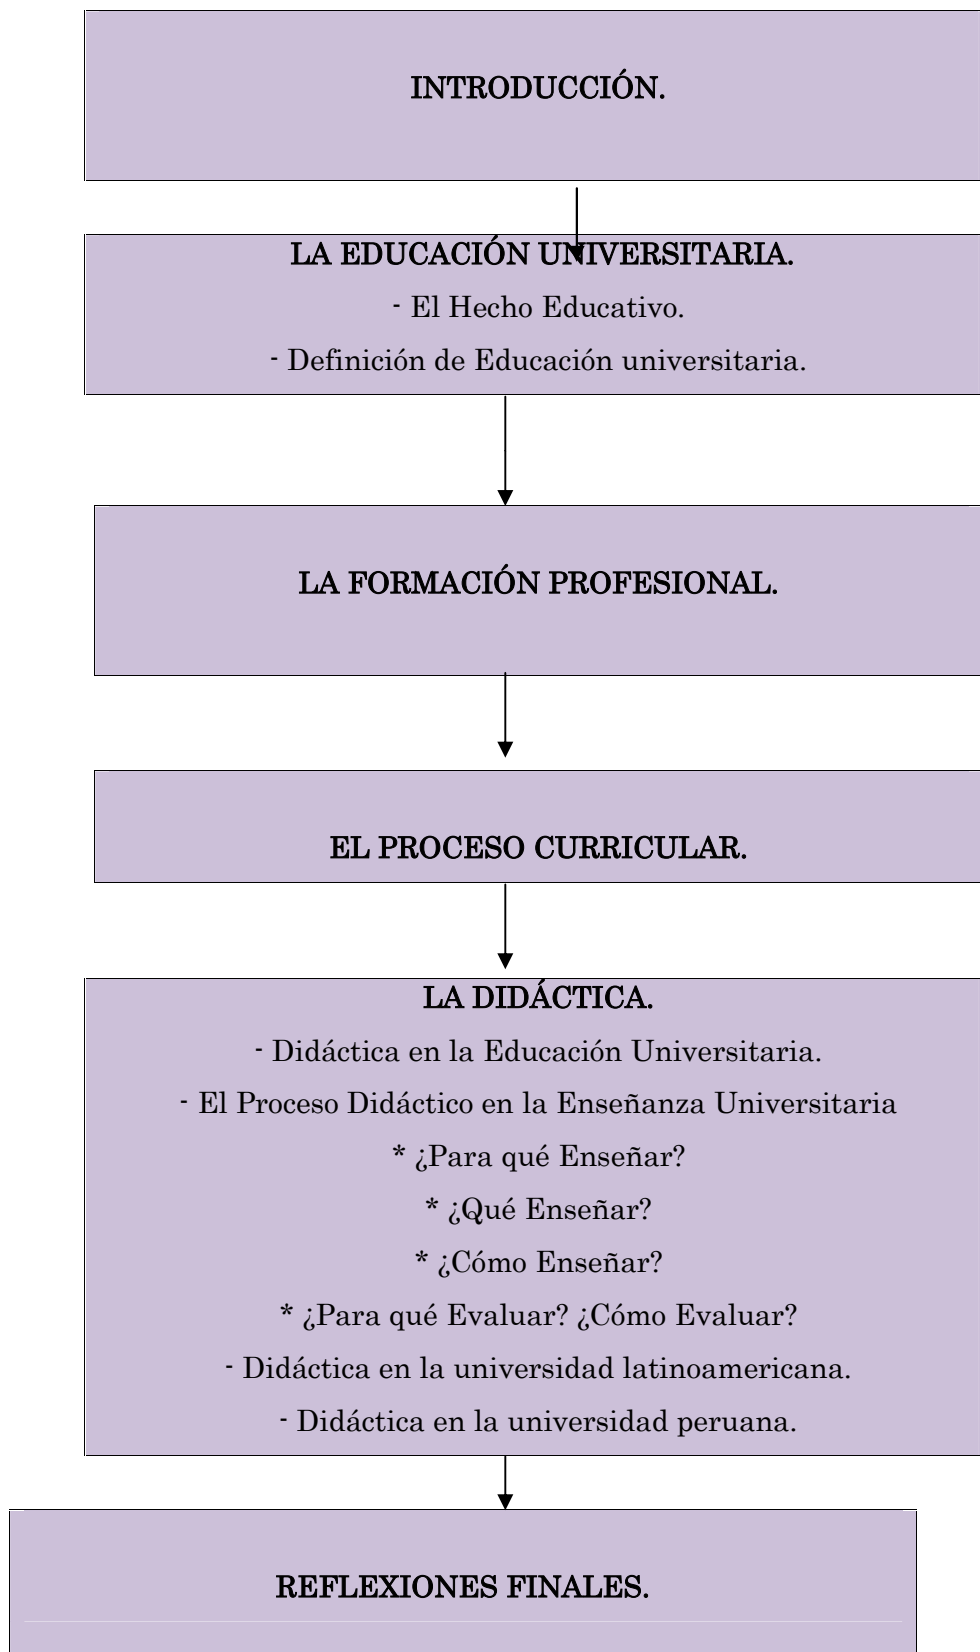 INTRODUCCIÓN.
LA EDUCACIÓN UNIVERSITARIA.
- El Hecho Educativo.
- Definición de Educación universitaria.
LA FORMACIÓN PROFESIONAL.
EL PROCESO CURRICULAR.
LA DIDÁCTICA.
- Didáctica en la Educación Universitaria.
- El Proceso Didáctico en la Enseñanza Universitaria
* ¿Para qué Enseñar?
* ¿Qué Enseñar?
* ¿Cómo Enseñar?
* ¿Para qué Evaluar? ¿Cómo Evaluar?
- Didáctica en la universidad latinoamericana.
- Didáctica en la universidad peruana.
REFLEXIONES FINALES.